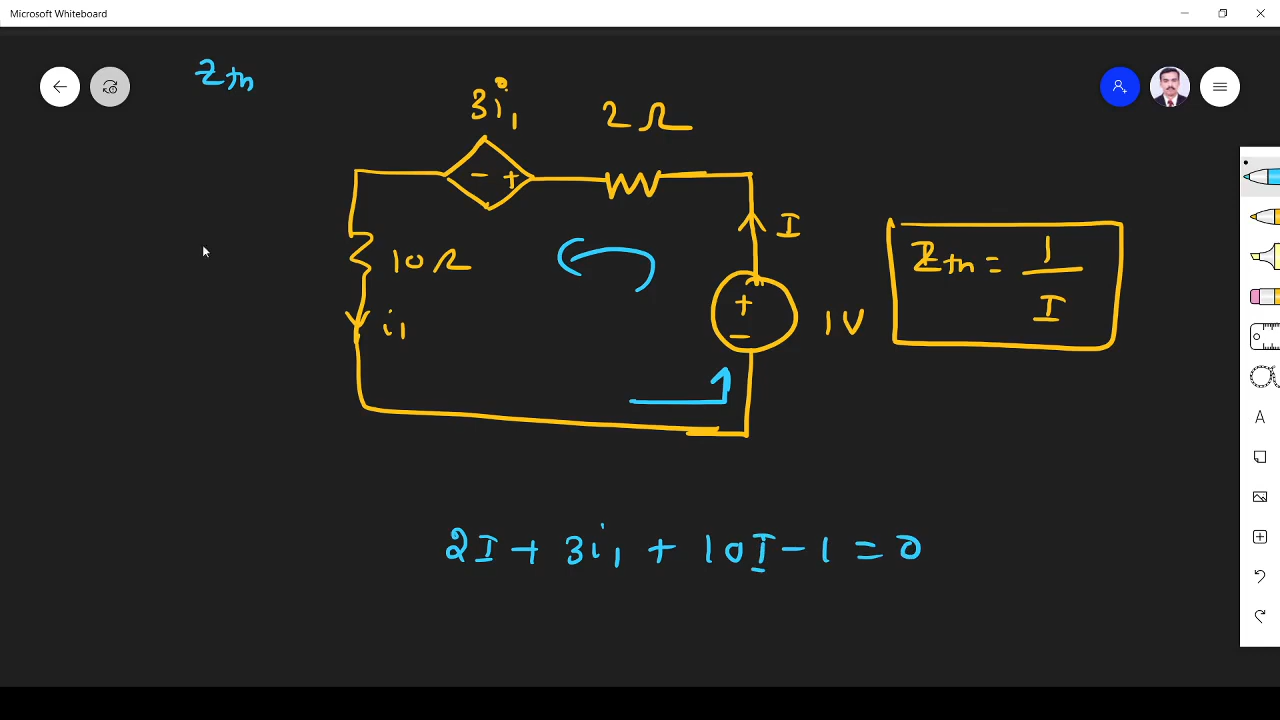 Microsoft Whiteboard
Zth
3i₁
2Ω
- +
I
10Ω
Zth = 1/I
+
i₁
1V
-
2I + 3i₁ + 10I - 1 = 0
A